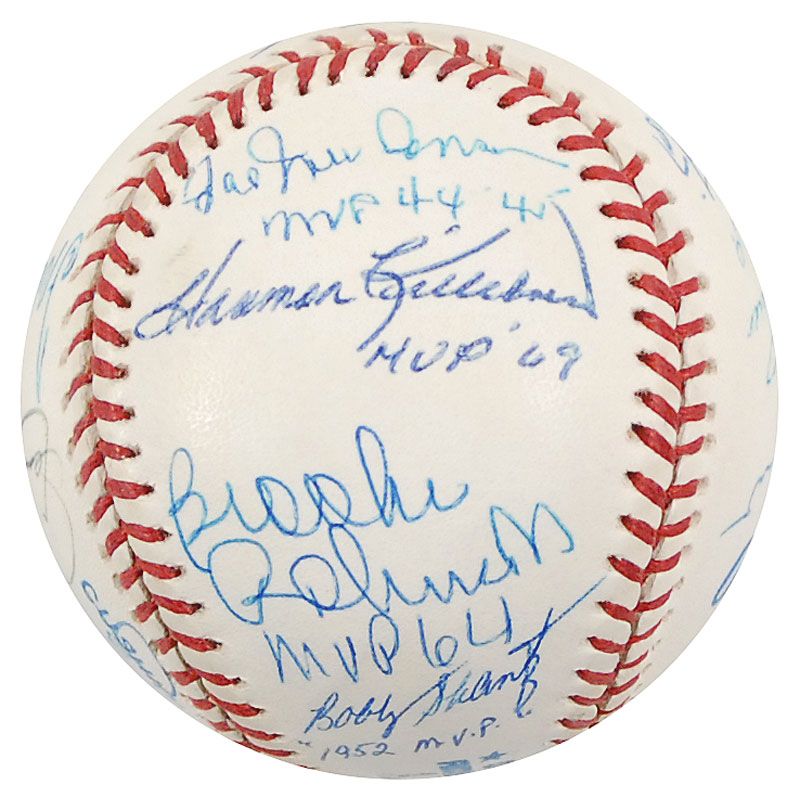 Hal Newhouser
MVP 44 45
Harmon Killebrew
MVP '69
Brooks
Robinson
MVP 64
Bobby Shantz
"1952 M.V.P."